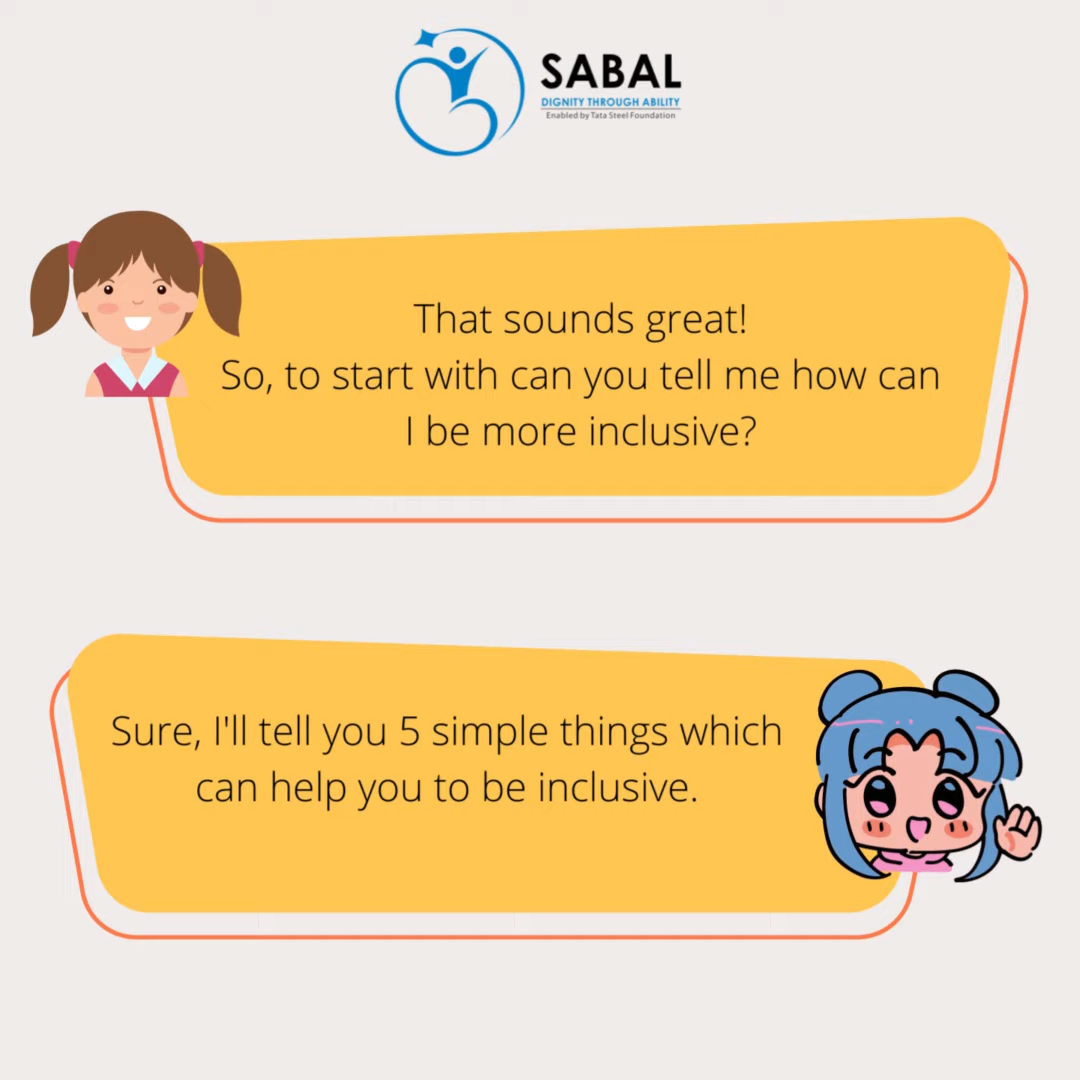 SABAL
DIGNITY THROUGH ABILITY
Enabled by Tata Steel Foundation
That sounds great!
So, to start with can you tell me how can
I be more inclusive?
Sure, I'll tell you 5 simple things which
can help you to be inclusive.